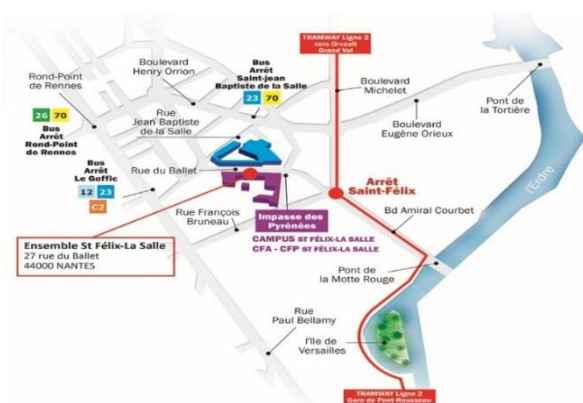 TRAMWAY Ligne 2
vers Orvault
Grand Val
Boulevard
Henry Orrion
Bus
Arrêt
Saint-Jean
Baptiste de la Salle
23 70
Rond-Point
de Rennes
26 70
Bus
Arrêt
Rond-Point
de Rennes
Rue
Jean Baptiste
de la Salle
Boulevard
Michelet
Boulevard
Eugène Orieux
Pont de
la Tortière
l'Erdre
Bus
Arrêt
Le Goffic
12 23
C2
Rue du Ballet
Arrêt
Saint-Félix
Rue François
Bruneau
Impasse des
Pyrénées
CAMPUS ST FÉLIX-LA SALLE
CFA - CFP ST FÉLIX-LA SALLE
Bd Amiral Courbet
Ensemble St Félix-La Salle
27 rue du Ballet
44000 NANTES
Pont de
la Motte Rouge
Rue
Paul Bellamy
l'île de
Versailles
TRAMWAY Ligne 2
Gare de Pont Rousseau